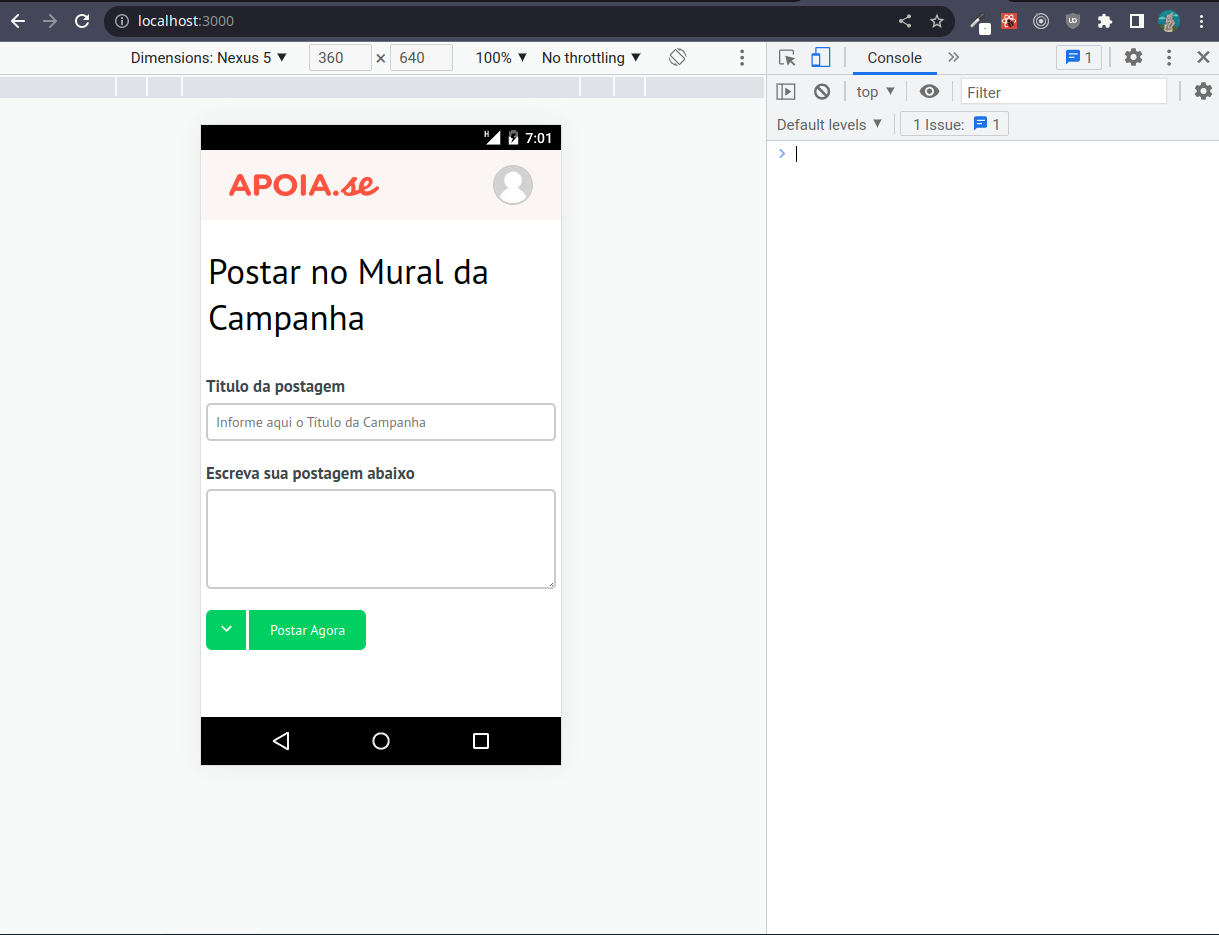 localhost:3000
Dimensions: Nexus 5 ▼ 360 × 640 100% ▼ No throttling ▼
Console » 1
top ▼ Filter
Default levels ▼ 1 Issue: 1
H 7:01
APOIA.se
Postar no Mural da
Campanha
Titulo da postagem
Informe aqui o Título da Campanha
Escreva sua postagem abaixo
Postar Agora